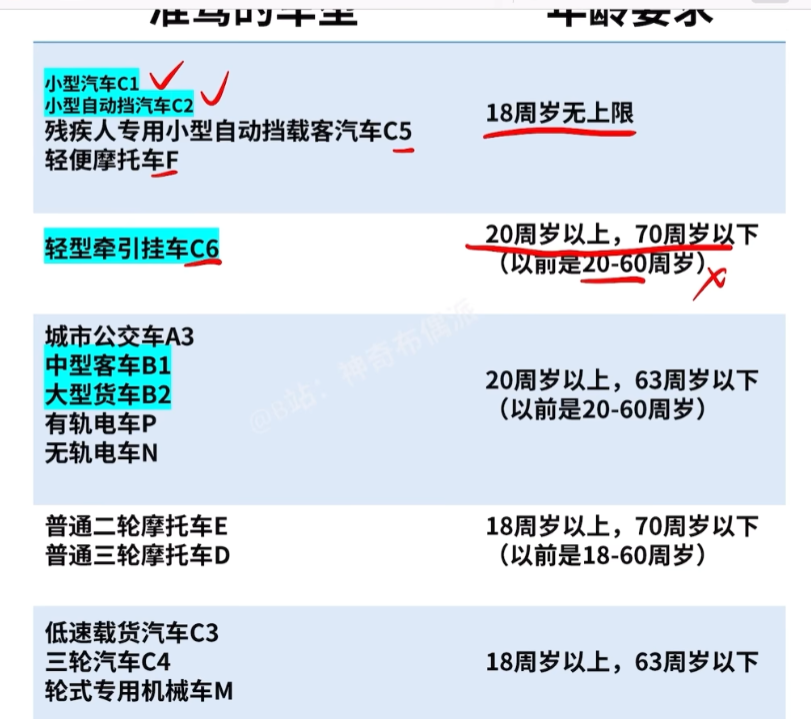 准驾的车型 年龄要求
小型汽车C1
小型自动挡汽车C2
残疾人专用小型自动挡载客汽车C5
轻便摩托车F
18周岁无上限
轻型牵引挂车C6
20周岁以上，70周岁以下
（以前是20-60周岁）
城市公交车A3
中型客车B1
大型货车B2
有轨电车P
无轨电车N
20周岁以上，63周岁以下
（以前是20-60周岁）
普通二轮摩托车E
普通三轮摩托车D
18周岁以上，70周岁以下
（以前是18-60周岁）
低速载货汽车C3
三轮汽车C4
轮式专用机械车M
18周岁以上，63周岁以下
@B站：神奇布偶派